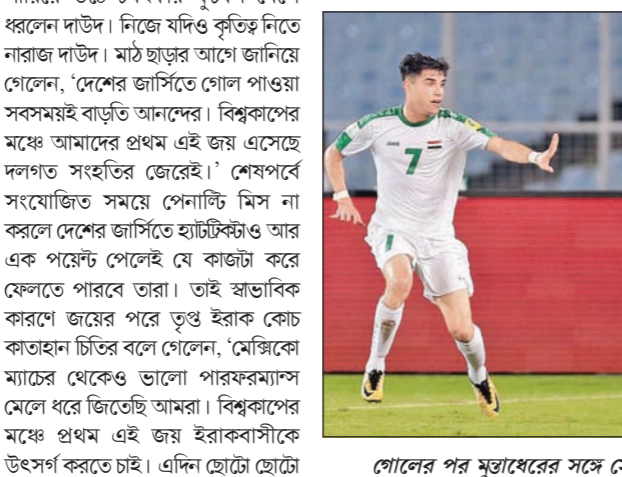 ধরলেন দাউদ। নিজে যদিও কৃতিত্ব নিতে
নারাজ দাউদ। মাঠ ছাড়ার আগে জানিয়ে
গেলেন, ‘দেশের জার্সিতে গোল পাওয়া
সবসময়ই বাড়তি আনন্দের। বিশ্বকাপের
মঞ্চে আমাদের প্রথম এই জয় এসেছে
দলগত সংহতির জেরেই।’ শেষপর্বে
সংযোজিত সময়ে পেনাল্টি মিস না
করলে দেশের জার্সিতে হ্যাটট্রিকটাও আর
এক পয়েন্ট পেলেই যে কাজটা করে
ফেলতে পারবে তারা। তাই স্বাভাবিক
কারণে জয়ের পরে তৃপ্ত ইরাক কোচ
কাতাহান চিতির বলে গেলেন, ‘মেক্সিকো
ম্যাচের থেকেও ভালো পারফরম্যান্স
মেলে ধরে জিতেছি আমরা। বিশ্বকাপের
মঞ্চে প্রথম এই জয় ইরাকবাসীকে
উৎসর্গ করতে চাই। এদিন ছোটো ছোটো
7
গোলের পর মুন্তাধেরের সঙ্গে